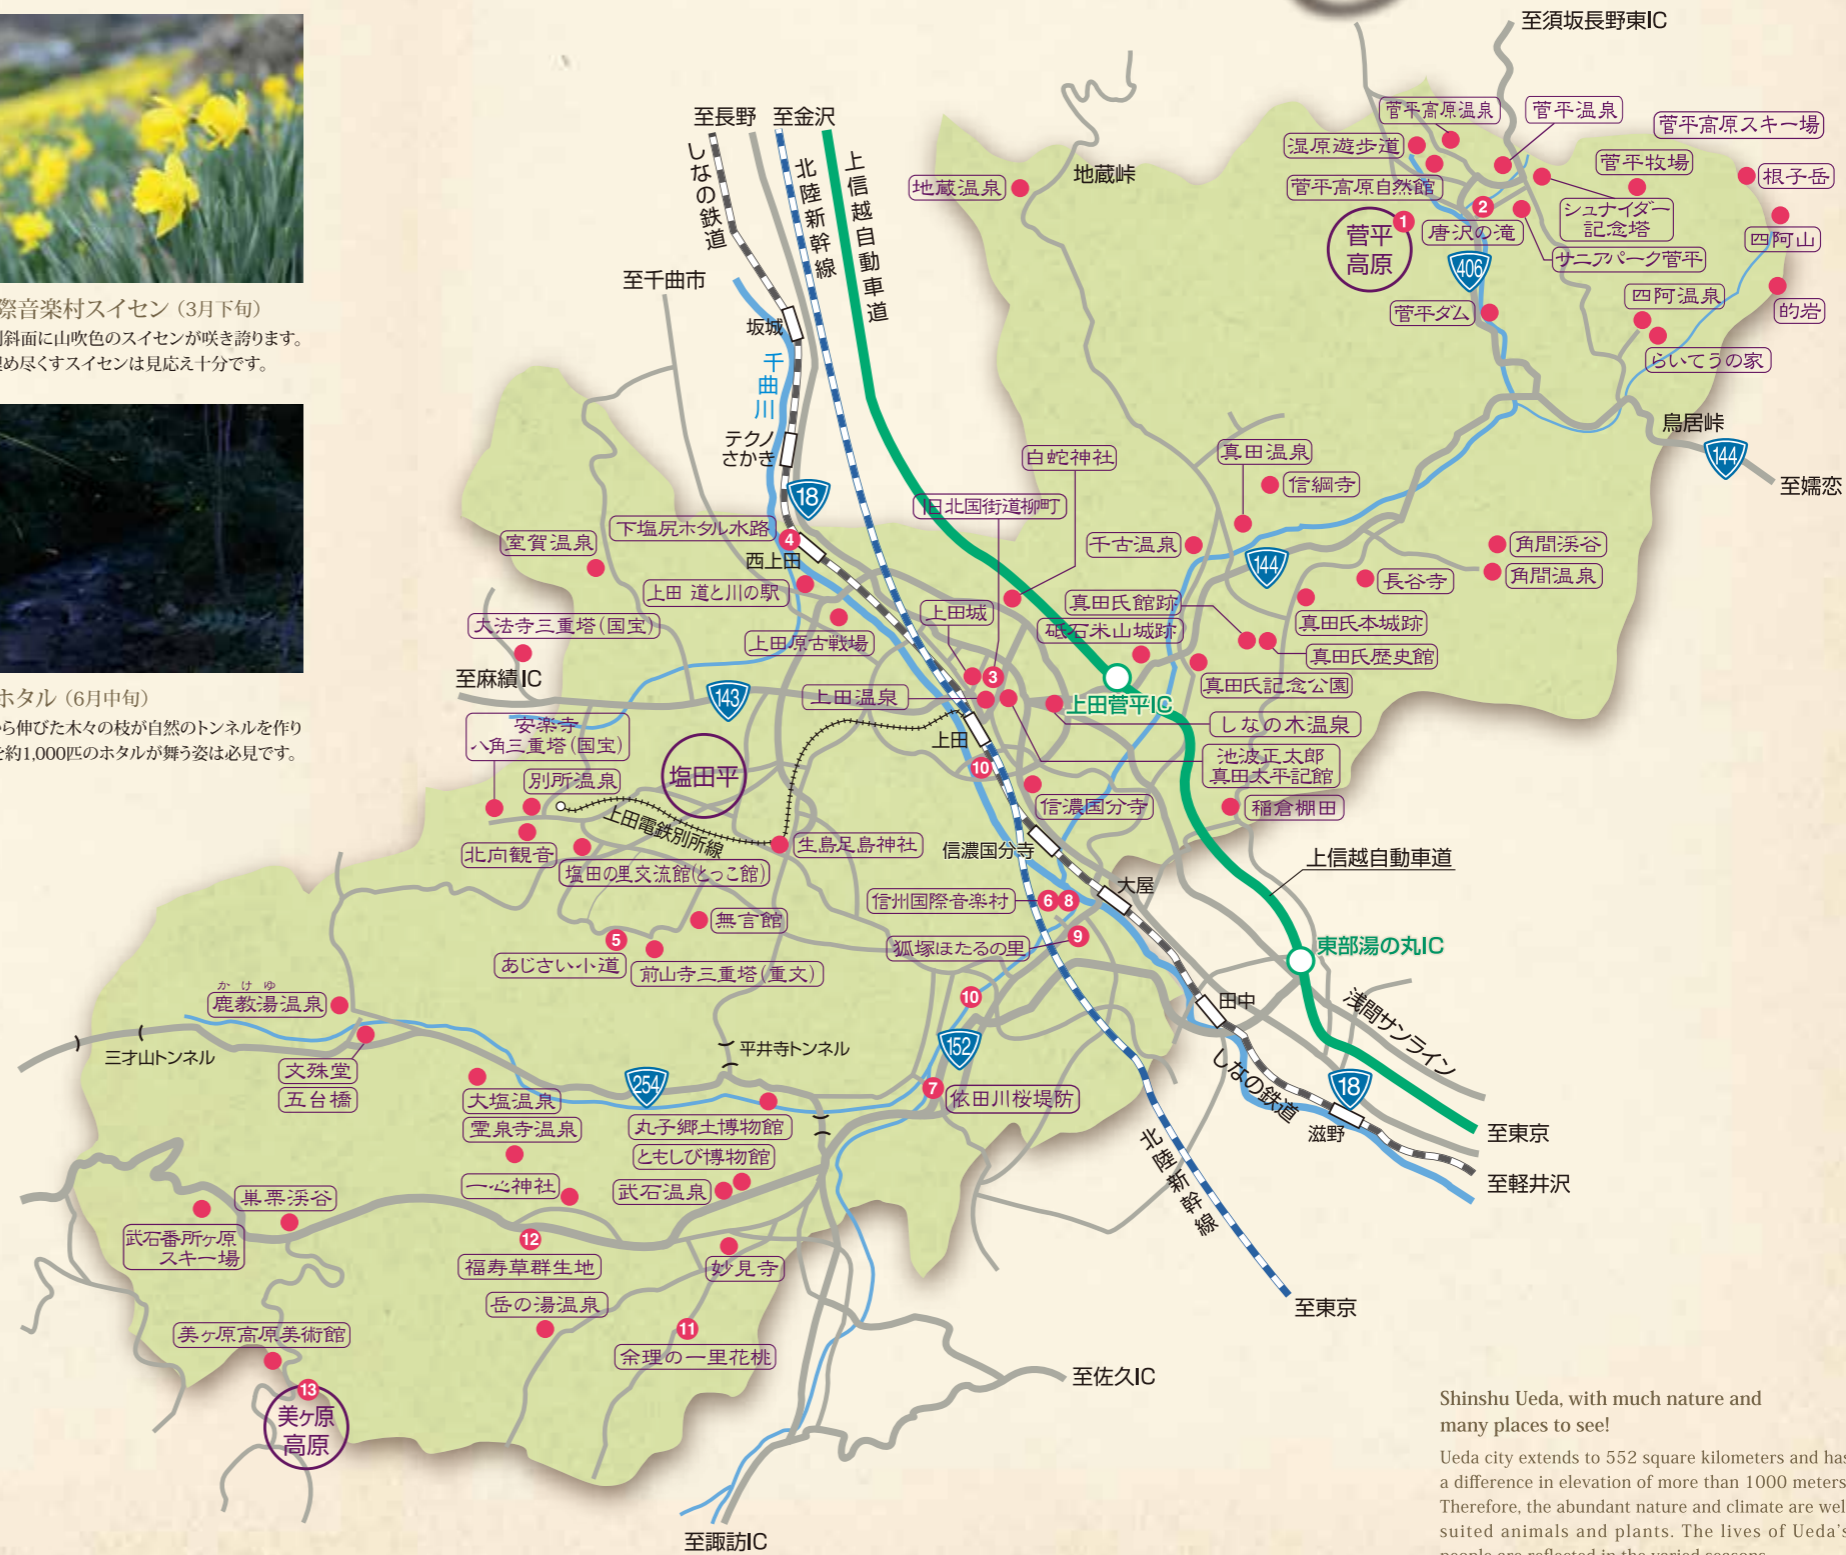 際音楽村スイセン（3月下旬）
斜面に山吹色のスイセンが咲き誇ります。
め尽くすスイセンは見応え十分です。
ホタル（6月中旬）
ら伸びた木々の枝が自然のトンネルを作り
約1,000匹のホタルが舞う姿は必見です。
至須坂長野東IC
至長野
至金沢
しなの鉄道
北陸新幹線
上信越自動車道
地蔵温泉
地蔵峠
菅平高原温泉
菅平温泉
菅平高原スキー場
湿原遊歩道
菅平牧場
根子岳
菅平高原自然館
シュナイダー
記念塔
1
菅平
高原
2
唐沢の滝
四阿山
サニアパーク菅平
406
四阿温泉
的岩
菅平ダム
らいてうの家
至千曲市
坂城
千曲川
テクノ
さかき
鳥居峠
144
至嬬恋
18
白蛇神社
真田温泉
信綱寺
旧北国街道柳町
下塩尻ホタル水路
4
西上田
室賀温泉
千古温泉
144
角間渓谷
角間温泉
長谷寺
上田 道と川の駅
上田城
真田氏館跡
砥石米山城跡
真田氏本城跡
大法寺三重塔(国宝)
上田原古戦場
真田氏歴史館
至麻績IC
143
上田温泉
3
上田菅平IC
真田氏記念公園
しなの木温泉
安楽寺
八角三重塔(国宝)
上田
池波正太郎
真田太平記館
別所温泉
塩田平
10
信濃国分寺
稲倉棚田
上田電鉄別所線
北向観音
生島足島神社
信濃国分寺
塩田の里交流館(とっこ館)
上信越自動車道
大屋
信州国際音楽村
6
8
無言館
5
9
狐塚ほたるの里
東部湯の丸IC
あじさい小道
前山寺三重塔(重文)
かけゆ
鹿教湯温泉
10
田中
浅間サンライン
三才山トンネル
平井寺トンネル
152
文殊堂
五台橋
254
しなの鉄道
18
大塩温泉
7
依田川桜堤防
霊泉寺温泉
丸子郷土博物館
滋野
至東京
ともしび博物館
北陸新幹線
一心神社
武石温泉
至軽井沢
巣栗渓谷
武石番所ヶ原
スキー場
12
福寿草群生地
妙見寺
岳の湯温泉
至東京
11
余理の一里花桃
美ヶ原高原美術館
至佐久IC
13
美ヶ原
高原
至諏訪IC
Shinshu Ueda, with much nature and
many places to see!
Ueda city extends to 552 square kilometers and has
a difference in elevation of more than 1000 meters
Therefore, the abundant nature and climate are wel
suited animals and plants. The lives of Ueda's
people are reflected in the varied seasons